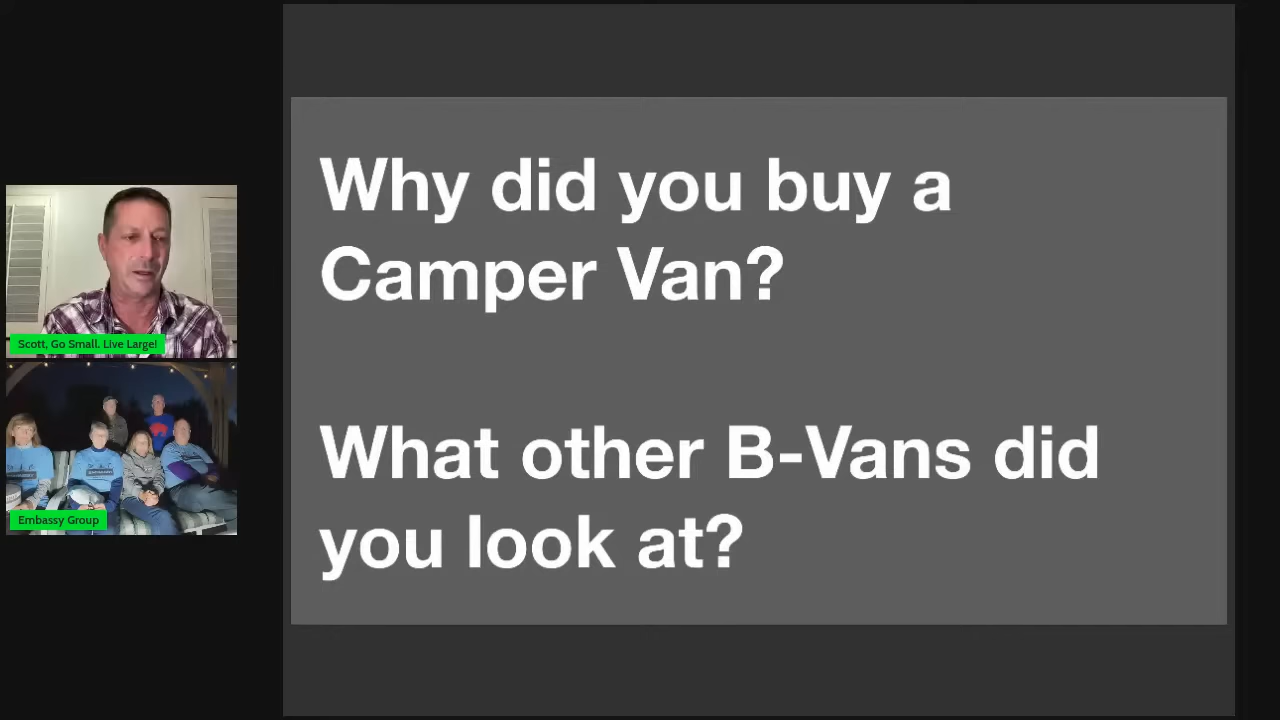 Why did you buy a
Camper Van?
What other B-Vans did
you look at?
Scott, Go Small. Live Large!
Embassy Group